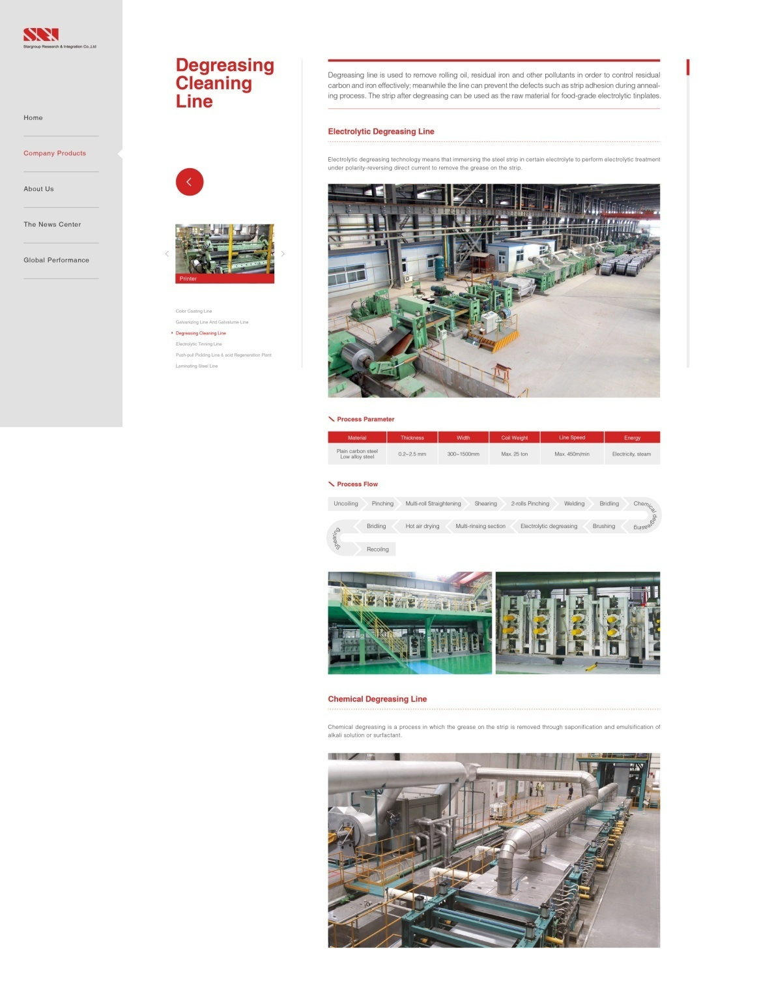 SRI
Stargroup Research & Integration Co.,Ltd
Home
Company Products
About Us
The News Center
Global Performance
Degreasing
Cleaning
Line
Printer
Color Coating Line
Galvanizing Line And Galvalume Line
Degreasing Cleaning Line
Electrolytic Tinning Line
Push-pull Pickling Line & acid Regeneration Plant
Laminating Steel Line
Degreasing line is used to remove rolling oil, residual iron and other pollutants in order to control residual
carbon and iron effectively; meanwhile the line can prevent the defects such as strip adhesion during anneal-
ing process. The strip after degreasing can be used as the raw material for food-grade electrolytic tinplates.
Electrolytic Degreasing Line
Electrolytic degreasing technology means that immersing the steel strip in certain electrolyte to perform electrolytic treatment
under polarity-reversing direct current to remove the grease on the strip.
Process Parameter
Material Thickness Width Coil Weight Line Speed Energy
Plain carbon steel
Low alloy steel 0.2~2.5 mm 300~1500mm Max. 25 ton Max. 450m/min Electricity, steam
Process Flow
Uncoiling Pinching Multi-roll Straightening Shearing 2-rolls Pinching Welding Bridling Chemical degreasing
Brushing Electrolytic degreasing Multi-rinsing section Hot air drying Bridling
Shearing
Recoilng
Chemical Degreasing Line
Chemical degreasing is a process in which the grease on the strip is removed through saponification and emulsification of
alkali solution or surfactant.